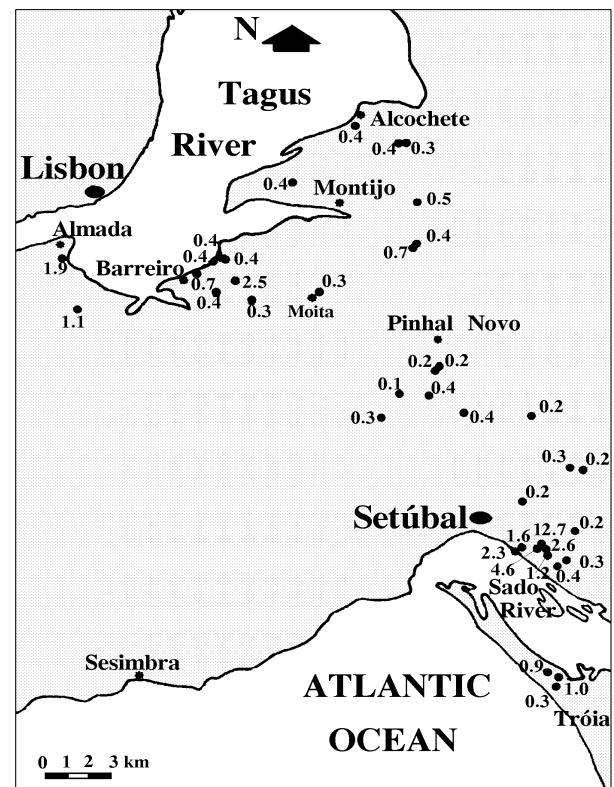 N
Tagus
River
Alcochete
0.4
0.4 0.3
Lisbon
0.4
Montijo
0.5
Almada
0.4
0.4
0.4
0.4
0.7
1.9
Barreiro
0.7
2.5
0.3
0.4
0.3
Moita
1.1
Pinhal Novo
0.2 0.2
0.1
0.4
0.3
0.4
0.2
0.3
0.2
0.2
Setúbal
0.2
1.6
12.7
2.3
2.6
4.6
1.2
0.4
0.3
Sado
River
Sesimbra
0.9
1.0
0.3
ATLANTIC
Tróia
OCEAN
0 1 2 3 km